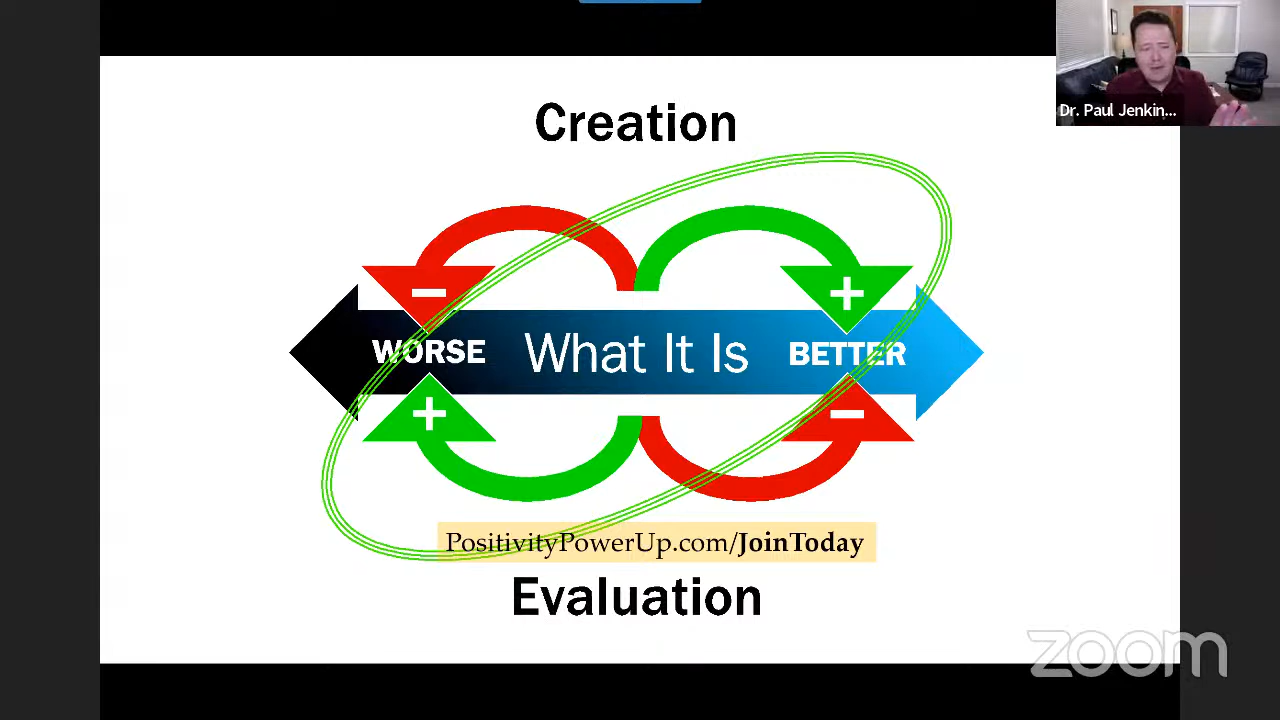 Dr. Paul Jenkin...
Creation
−
+
WORSE
What It Is
BETTER
+
−
PositivityPowerUp.com/JoinToday
Evaluation
zoom